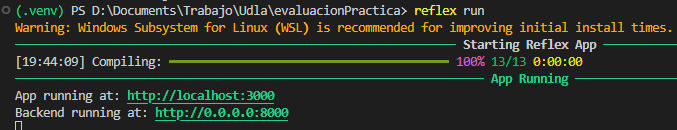 (.venv) PS D:\Documents\Trabajo\Udla\evaluacionPractica> reflex run
Warning: Windows Subsystem for Linux (WSL) is recommended for improving initial install times.
Starting Reflex App
[19:44:09] Compiling: 100% 13/13 0:00:00
App Running
App running at: http://localhost:3000
Backend running at: http://0.0.0.0:8000